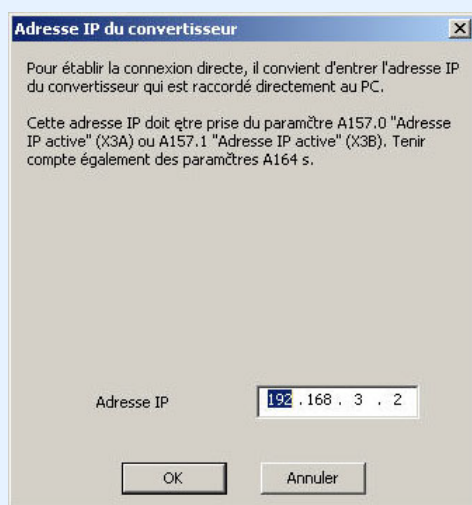 Adresse IP du convertisseur
Pour établir la connexion directe, il convient d'entrer l'adresse IP
du convertisseur qui est raccordé directement au PC.
Cette adresse IP doit ętre prise du paramčtre A157.0 "Adresse
IP active" (X3A) ou A157.1 "Adresse IP active" (X3B). Tenir
compte également des paramčtres A164 s.
Adresse IP 192 . 168 . 3 . 2
OK Annuler